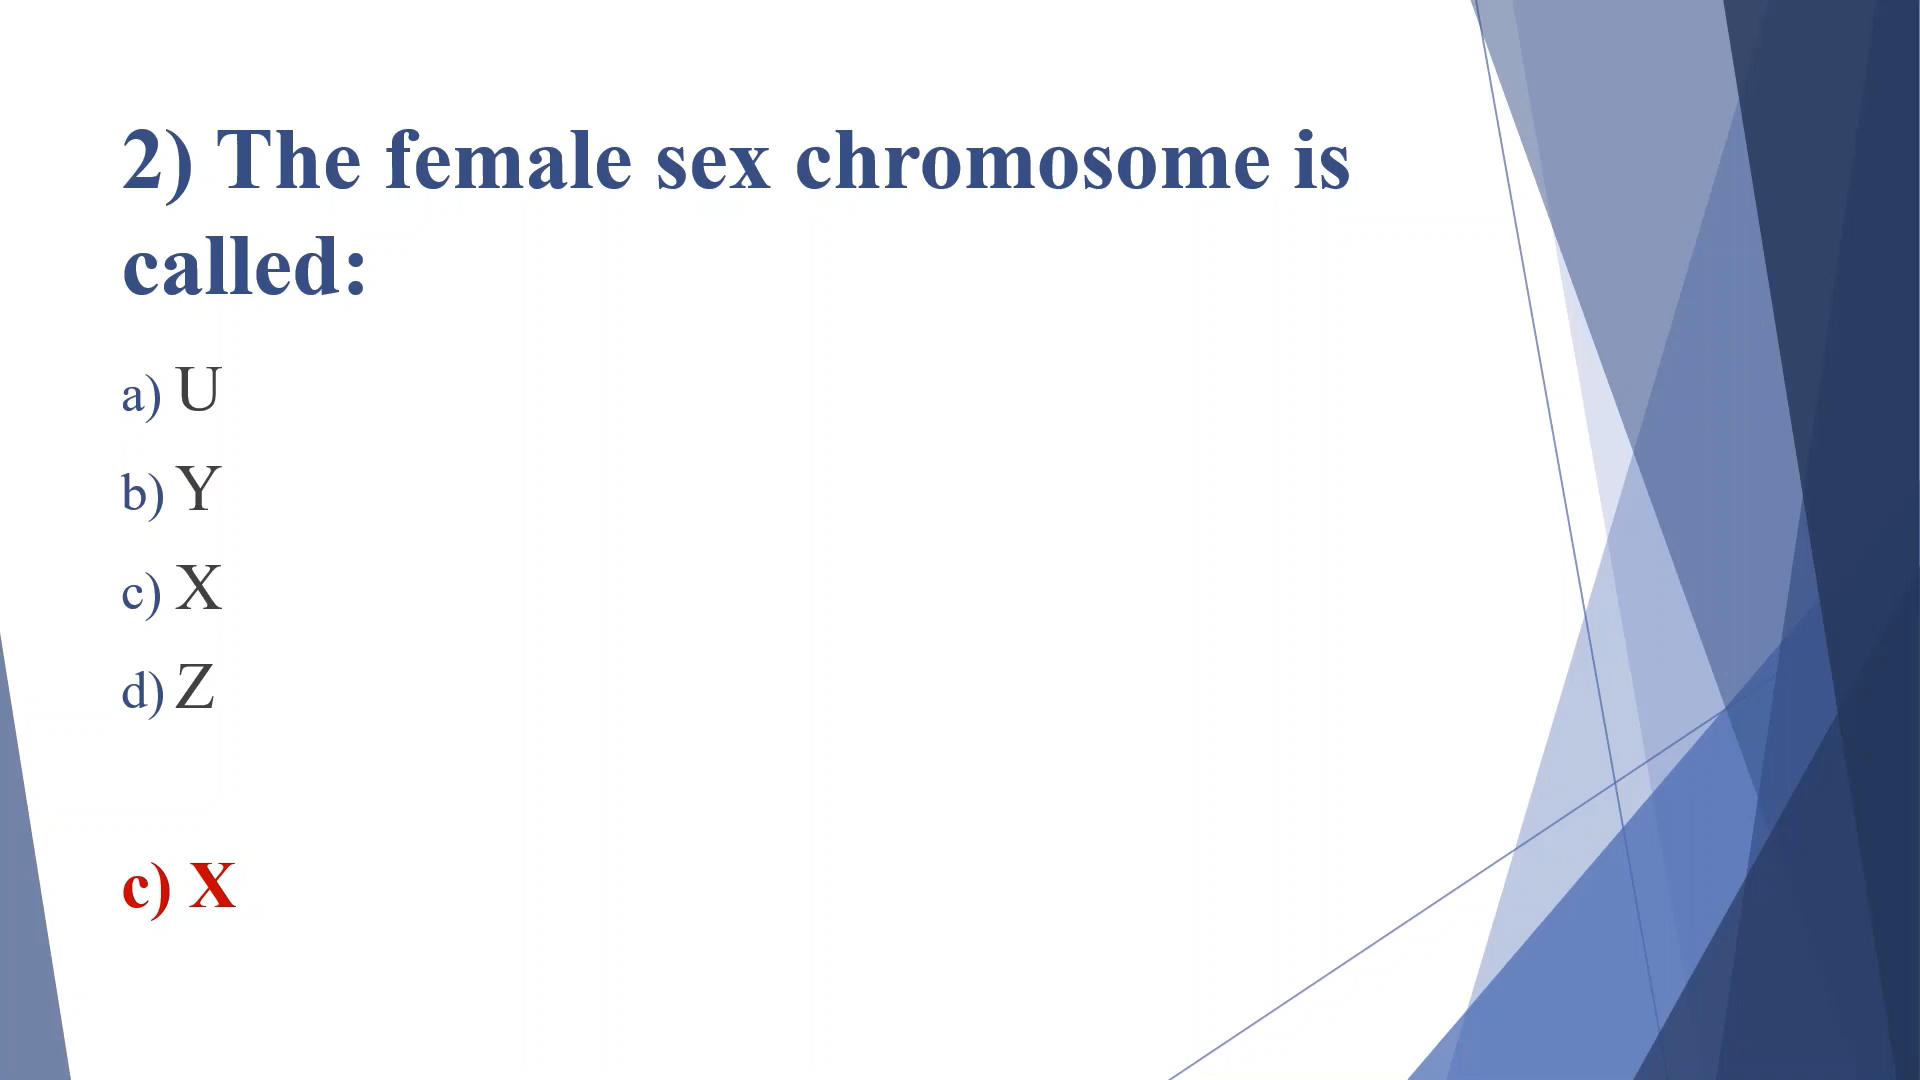 2) The female sex chromosome is
called:
a) U
b) Y
c) X
d) Z
c) X